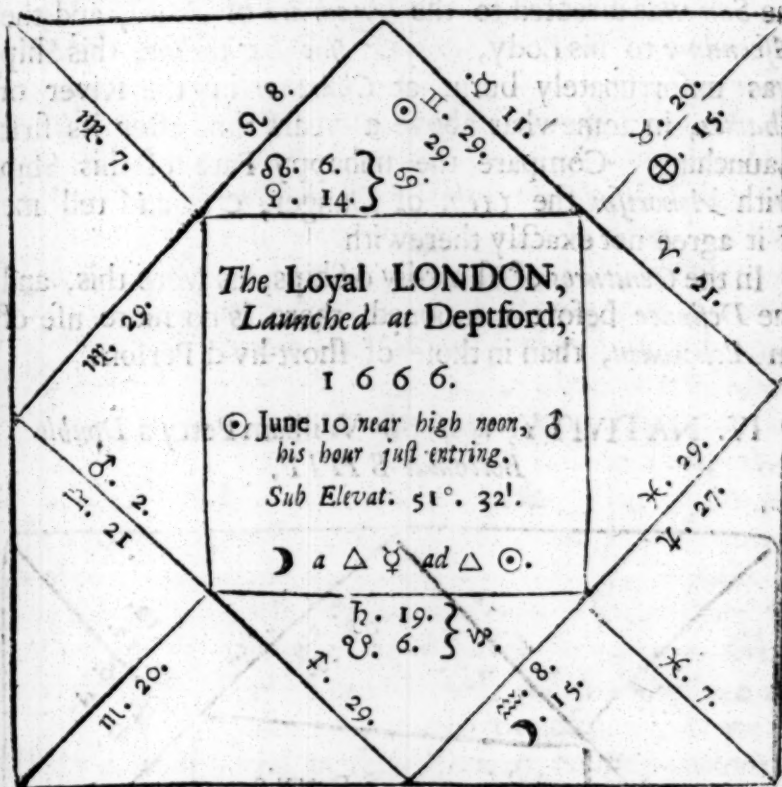 ♍. 7.
♌ 8
☉ ♊ 29.
29.
☿. 11.
♉ 20.
⊗ 15.
☊. 6. } ♋
♀ 14.
♍. 29.
♈
The Loyal LONDON,
Launched at Deptford,
1 6 6 6.
☉ June 10 near high noon, ♂
his hour juſt entring.
Sub Elevat. 51°. 32'.
☽ a △ ☿ ad △ ☉.
♂. 2.
♎. 21
♓. 29.
♃ 27.
♄. 19. } ♑.
☋. 6.
♏. 20.
♐. 29.
♒. 8.
☽. 15.
♓. 7.